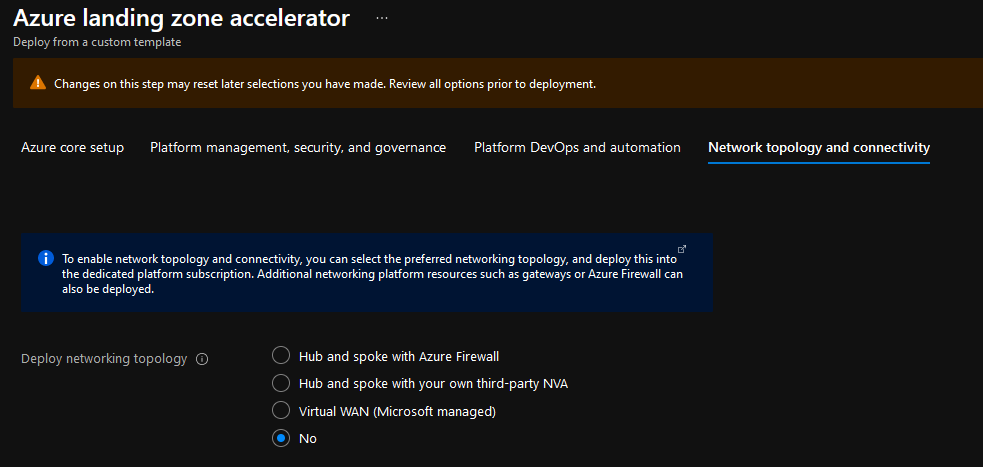 Azure landing zone accelerator ...
Deploy from a custom template
Changes on this step may reset later selections you have made. Review all options prior to deployment.
Azure core setup Platform management, security, and governance Platform DevOps and automation Network topology and connectivity
To enable network topology and connectivity, you can select the preferred networking topology, and deploy this into
the dedicated platform subscription. Additional networking platform resources such as gateways or Azure Firewall can
also be deployed.
Deploy networking topology
Hub and spoke with Azure Firewall
Hub and spoke with your own third-party NVA
Virtual WAN (Microsoft managed)
No